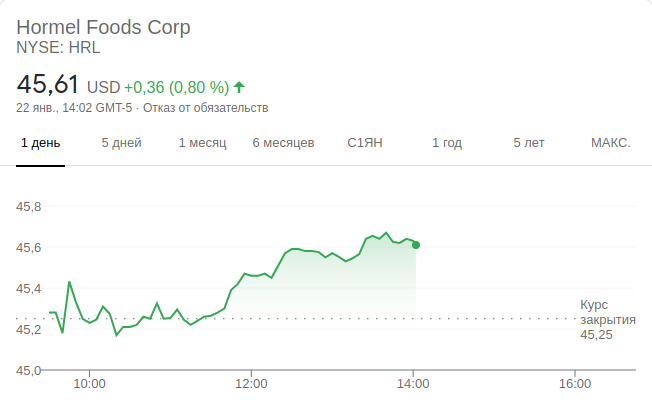 Hormel Foods Corp
NYSE: HRL
45,61 USD +0,36 (0,80 %)
22 янв., 14:02 GMT-5 · Отказ от обязательств
1 день 5 дней 1 месяц 6 месяцев С1ЯН 1 год 5 лет МАКС.
45,8
45,6
45,4
45,2
45,0
Курс
закрытия
45,25
10:00 12:00 14:00 16:00